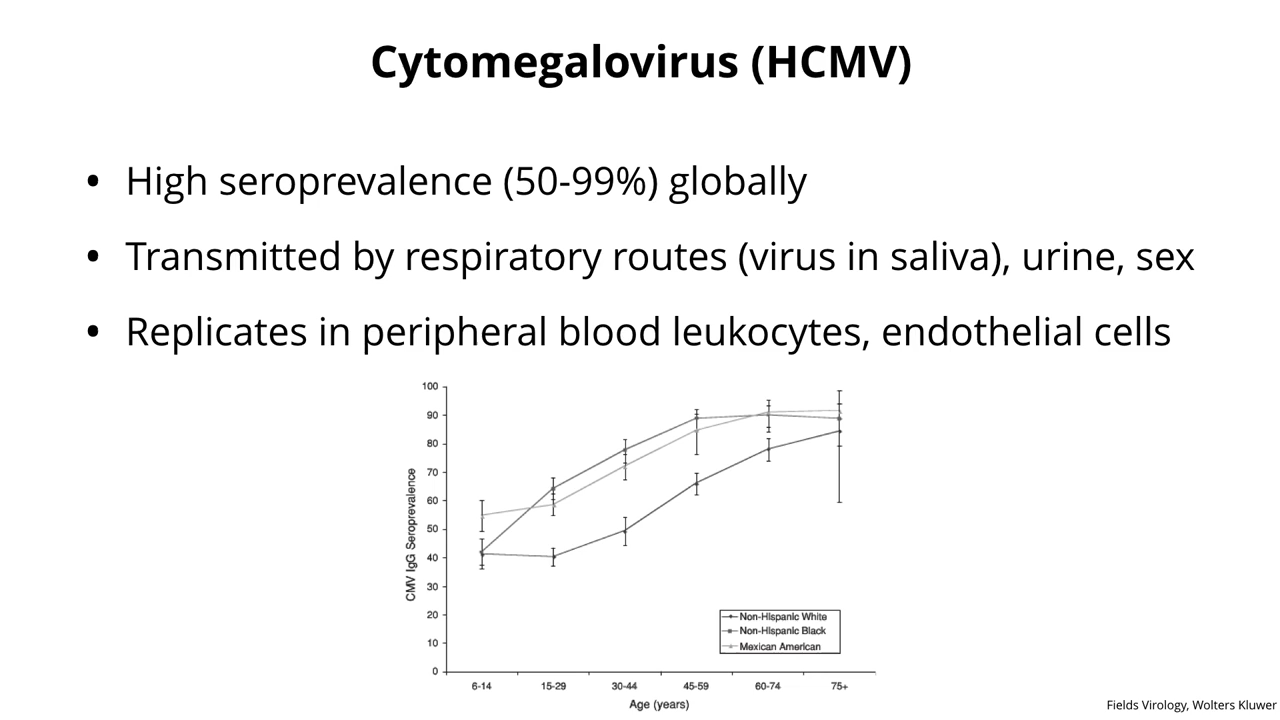 Cytomegalovirus (HCMV)
• High seroprevalence (50-99%) globally
• Transmitted by respiratory routes (virus in saliva), urine, sex
• Replicates in peripheral blood leukocytes, endothelial cells
100
90
80
70
60
50
40
30
20
10
0
CMV IgG Seroprevalence
Non-Hispanic White
Non-Hispanic Black
Mexican American
6-14 15-29 30-44 45-59 60-74 75+
Age (years)
Fields Virology, Wolters Kluwer